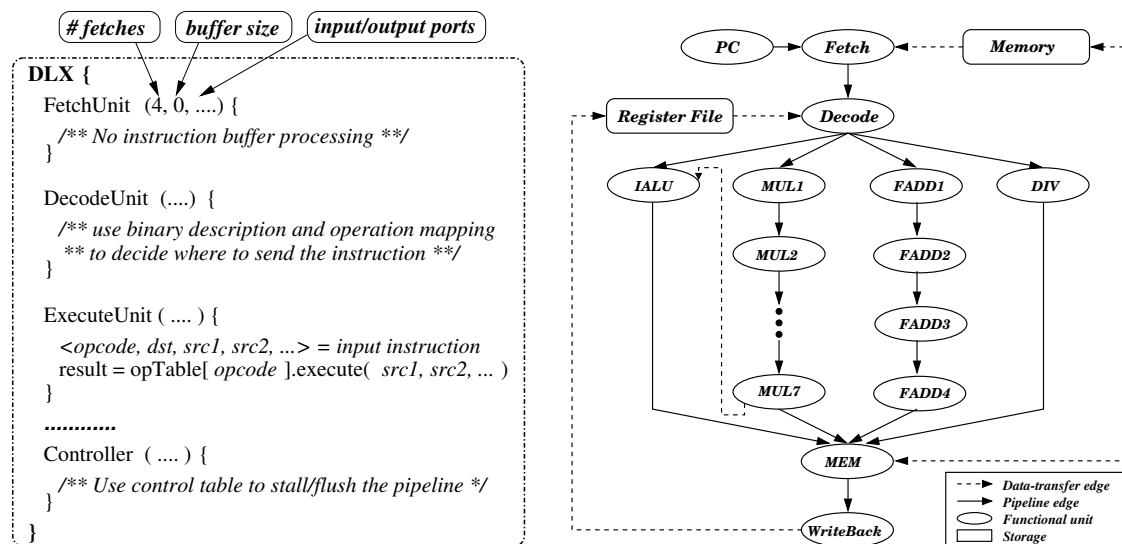 # fetches
buffer size
input/output ports
DLX {
FetchUnit (4, 0, ....) {
/** No instruction buffer processing **/
}
DecodeUnit (....) {
/** use binary description and operation mapping
** to decide where to send the instruction **/
}
ExecuteUnit ( .... ) {
<opcode, dst, src1, src2, ...> = input instruction
result = opTable[ opcode ].execute( src1, src2, ... )
}
............
Controller ( .... ) {
/** Use control table to stall/flush the pipeline */
}
}
PC
Fetch
Memory
Register File
Decode
IALU
MUL1
FADD1
DIV
MUL2
FADD2
FADD3
MUL7
FADD4
MEM
WriteBack
Data-transfer edge
Pipeline edge
Functional unit
Storage